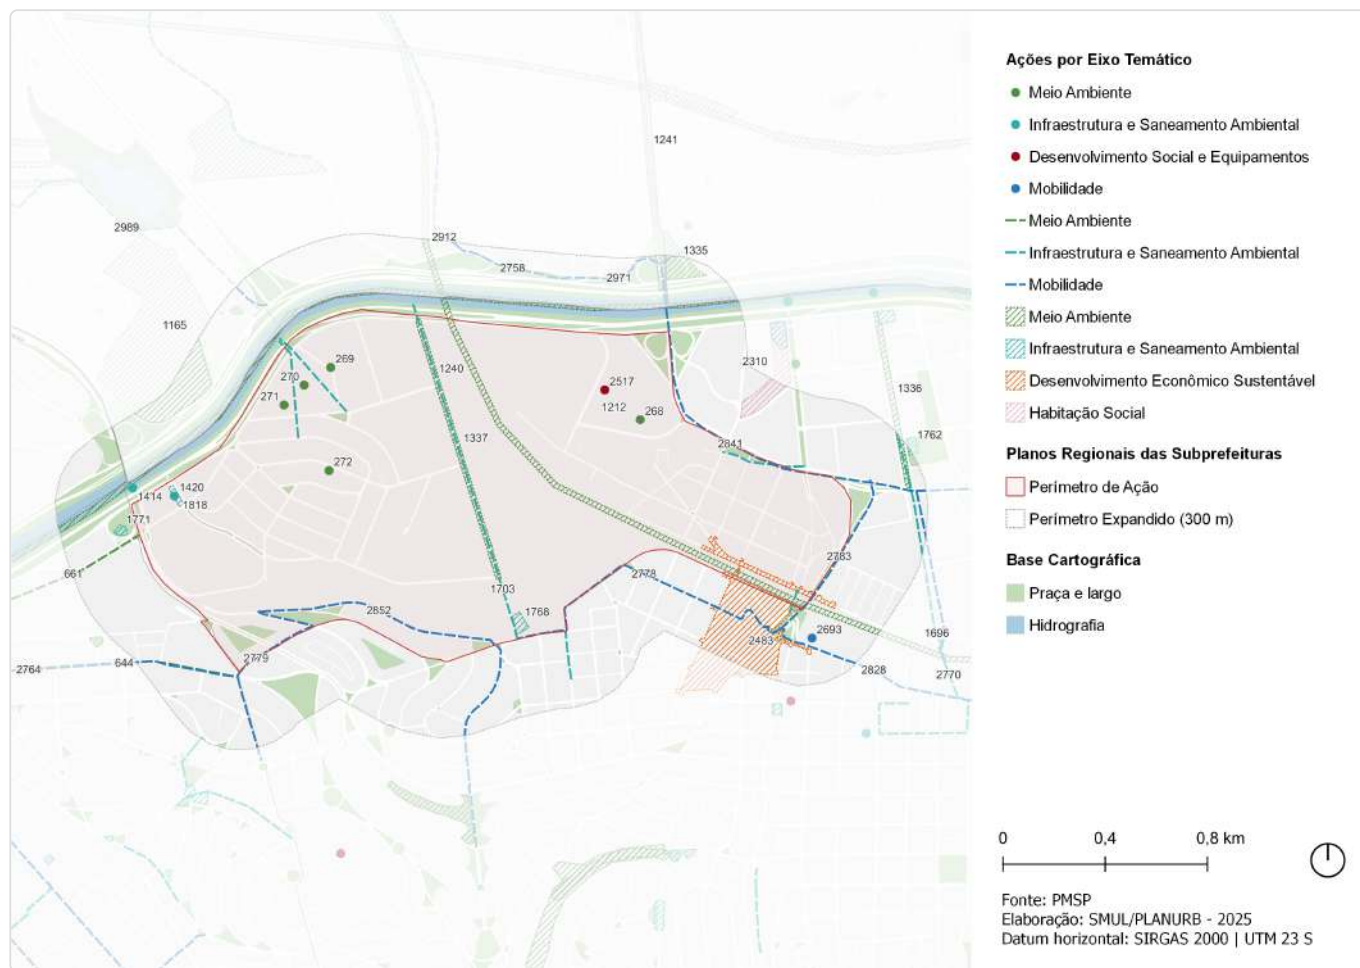 1241
2989
2912
1335
2758
2971
1165
269
1240
2310
270
2517
1336
271
1212
268
1337
2841
1762
272
1420
1414
1818
1771
2783
661
2778
1703
2852
1768
2693
1696
2483
2779
2764
644
2828
2770
Ações por Eixo Temático
Meio Ambiente
Infraestrutura e Saneamento Ambiental
Desenvolvimento Social e Equipamentos
Mobilidade
Meio Ambiente
Infraestrutura e Saneamento Ambiental
Mobilidade
Meio Ambiente
Infraestrutura e Saneamento Ambiental
Desenvolvimento Econômico Sustentável
Habitação Social
Planos Regionais das Subprefeituras
Perímetro de Ação
Perímetro Expandido (300 m)
Base Cartográfica
Praça e largo
Hidrografia
0 0,4 0,8 km
Fonte: PMSP
Elaboração: SMUL/PLANURB - 2025
Datum horizontal: SIRGAS 2000 | UTM 23 S